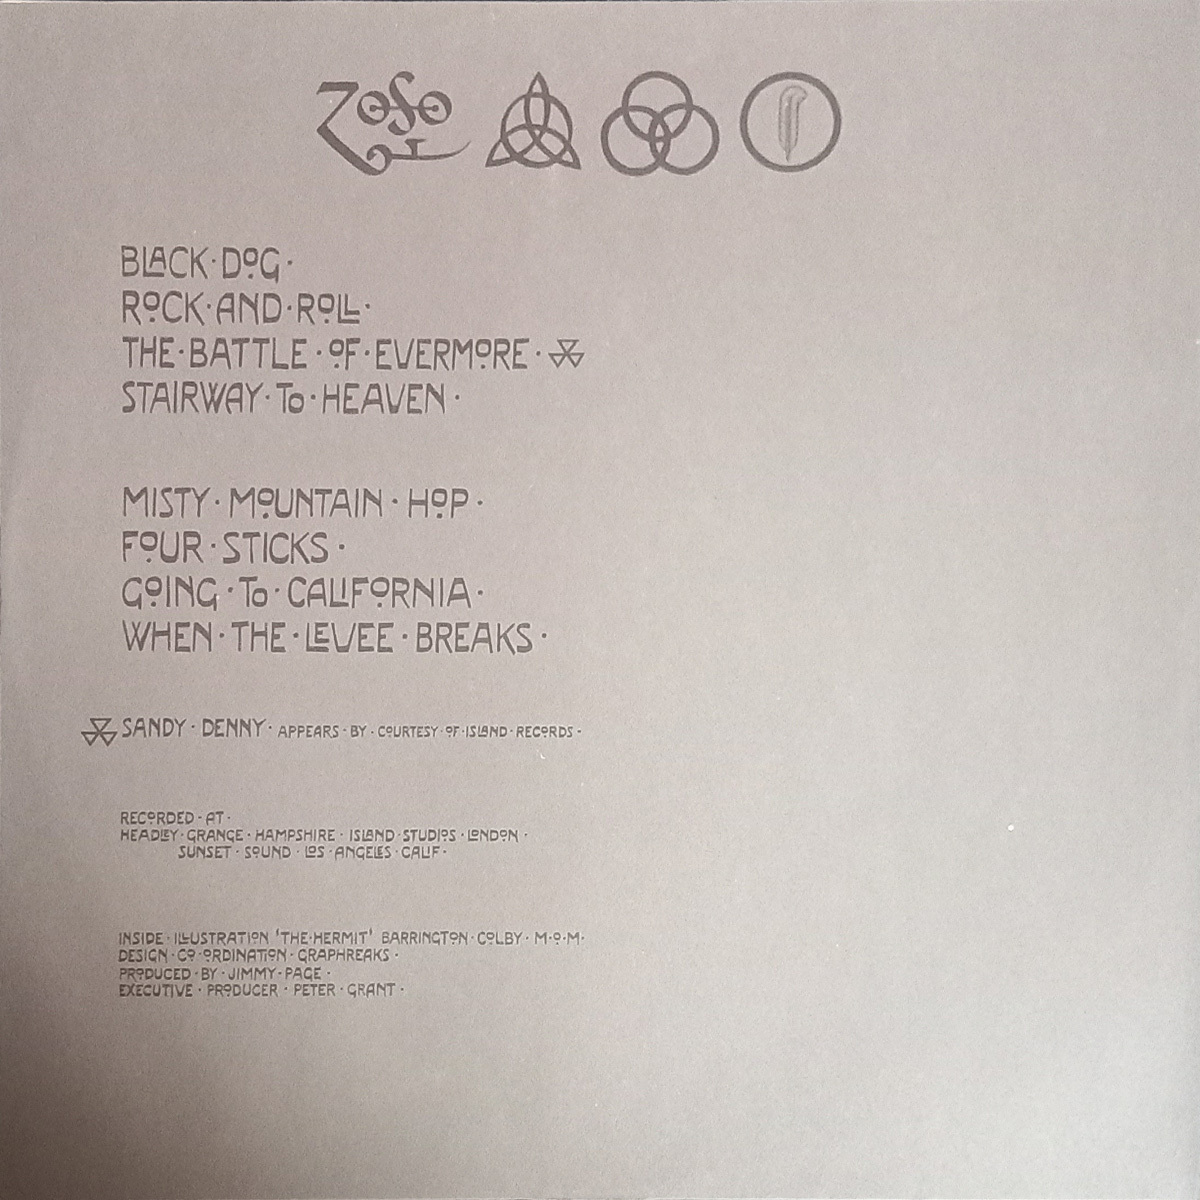 ZOSO
BLACK·DOG·
ROCK·AND·ROLL·
THE·BATTLE·OF·EVERMORE·
STAIRWAY·TO·HEAVEN·
MISTY·MOUNTAIN·HOP·
FOUR·STICKS·
GOING·TO·CALIFORNIA·
WHEN·THE·LEVEE·BREAKS·
SANDY·DENNY·APPEARS·BY·COURTESY·OF·ISLAND·RECORDS·
RECORDED·AT·
HEADLEY·GRANGE·HAMPSHIRE·ISLAND·STUDIOS·LONDON·
SUNSET·SOUND·LOS·ANGELES·CALIF·
INSIDE·ILLUSTRATION 'THE·HERMIT' BARRINGTON·COLBY·M·O·M·
DESIGN·CO·ORDINATION·GRAPHREAKS·
PRODUCED·BY·JIMMY·PAGE·
EXECUTIVE·PRODUCER·PETER·GRANT·